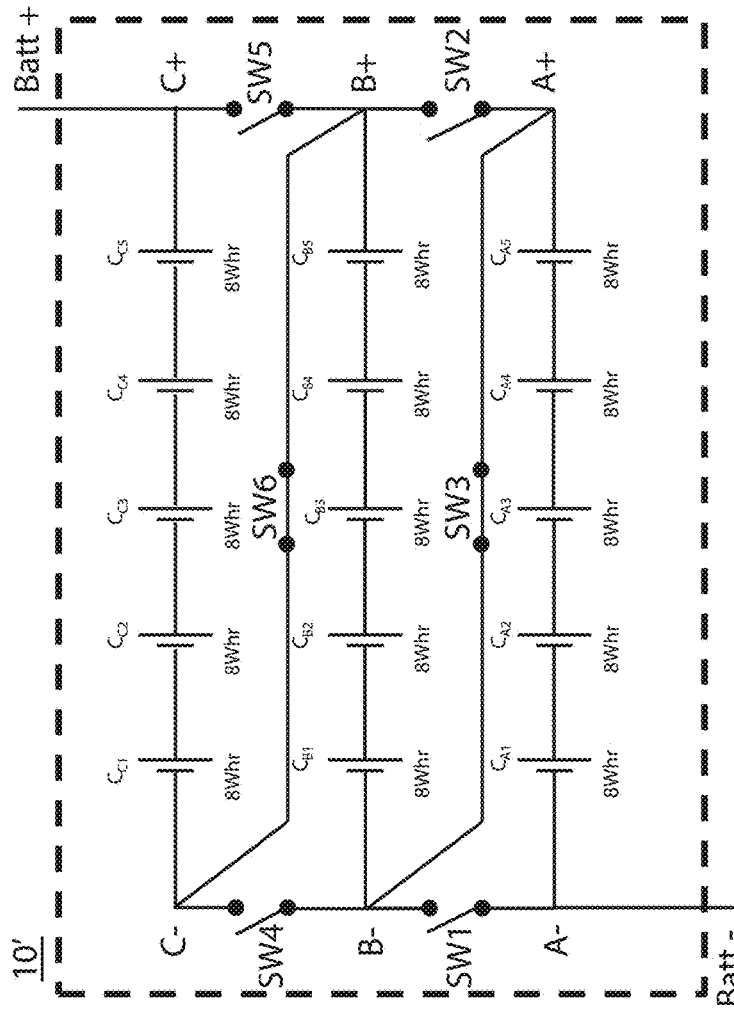 10'
Batt +
C_C1 C_C2 C_C3 C_C4 C_C5
C- C+
8Whr 8Whr 8Whr 8Whr 8Whr
SW4 SW6 SW5
C_B1 C_B2 C_B3 C_B4 C_B5
B- B+
8Whr 8Whr 8Whr 8Whr 8Whr
SW1 SW3 SW2
C_A1 C_A2 C_A3 C_A4 C_A5
A- A+
8Whr 8Whr 8Whr 8Whr 8Whr
Batt -